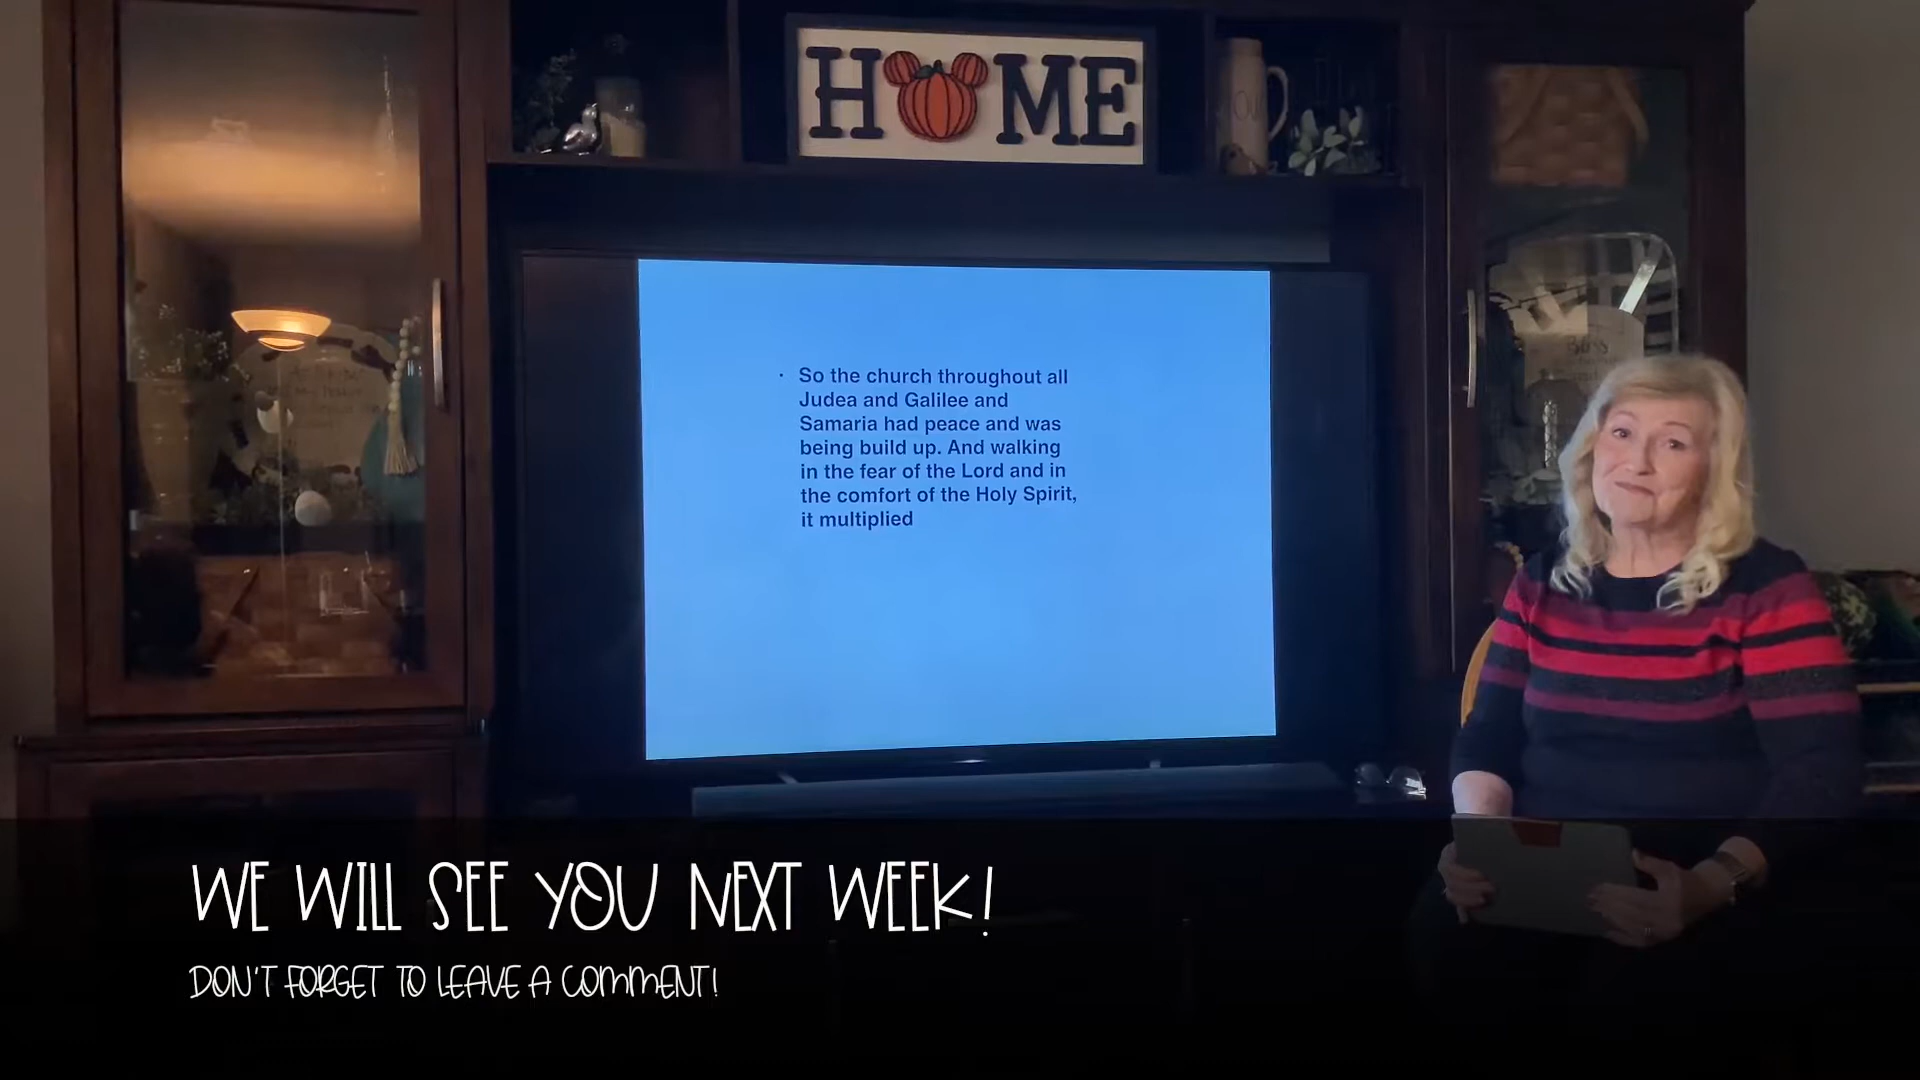 HOME
· So the church throughout all
Judea and Galilee and
Samaria had peace and was
being build up. And walking
in the fear of the Lord and in
the comfort of the Holy Spirit,
it multiplied
Bless
WE WILL SEE YOU NEXT WEEK!
DON'T FORGET TO LEAVE A COMMENT!